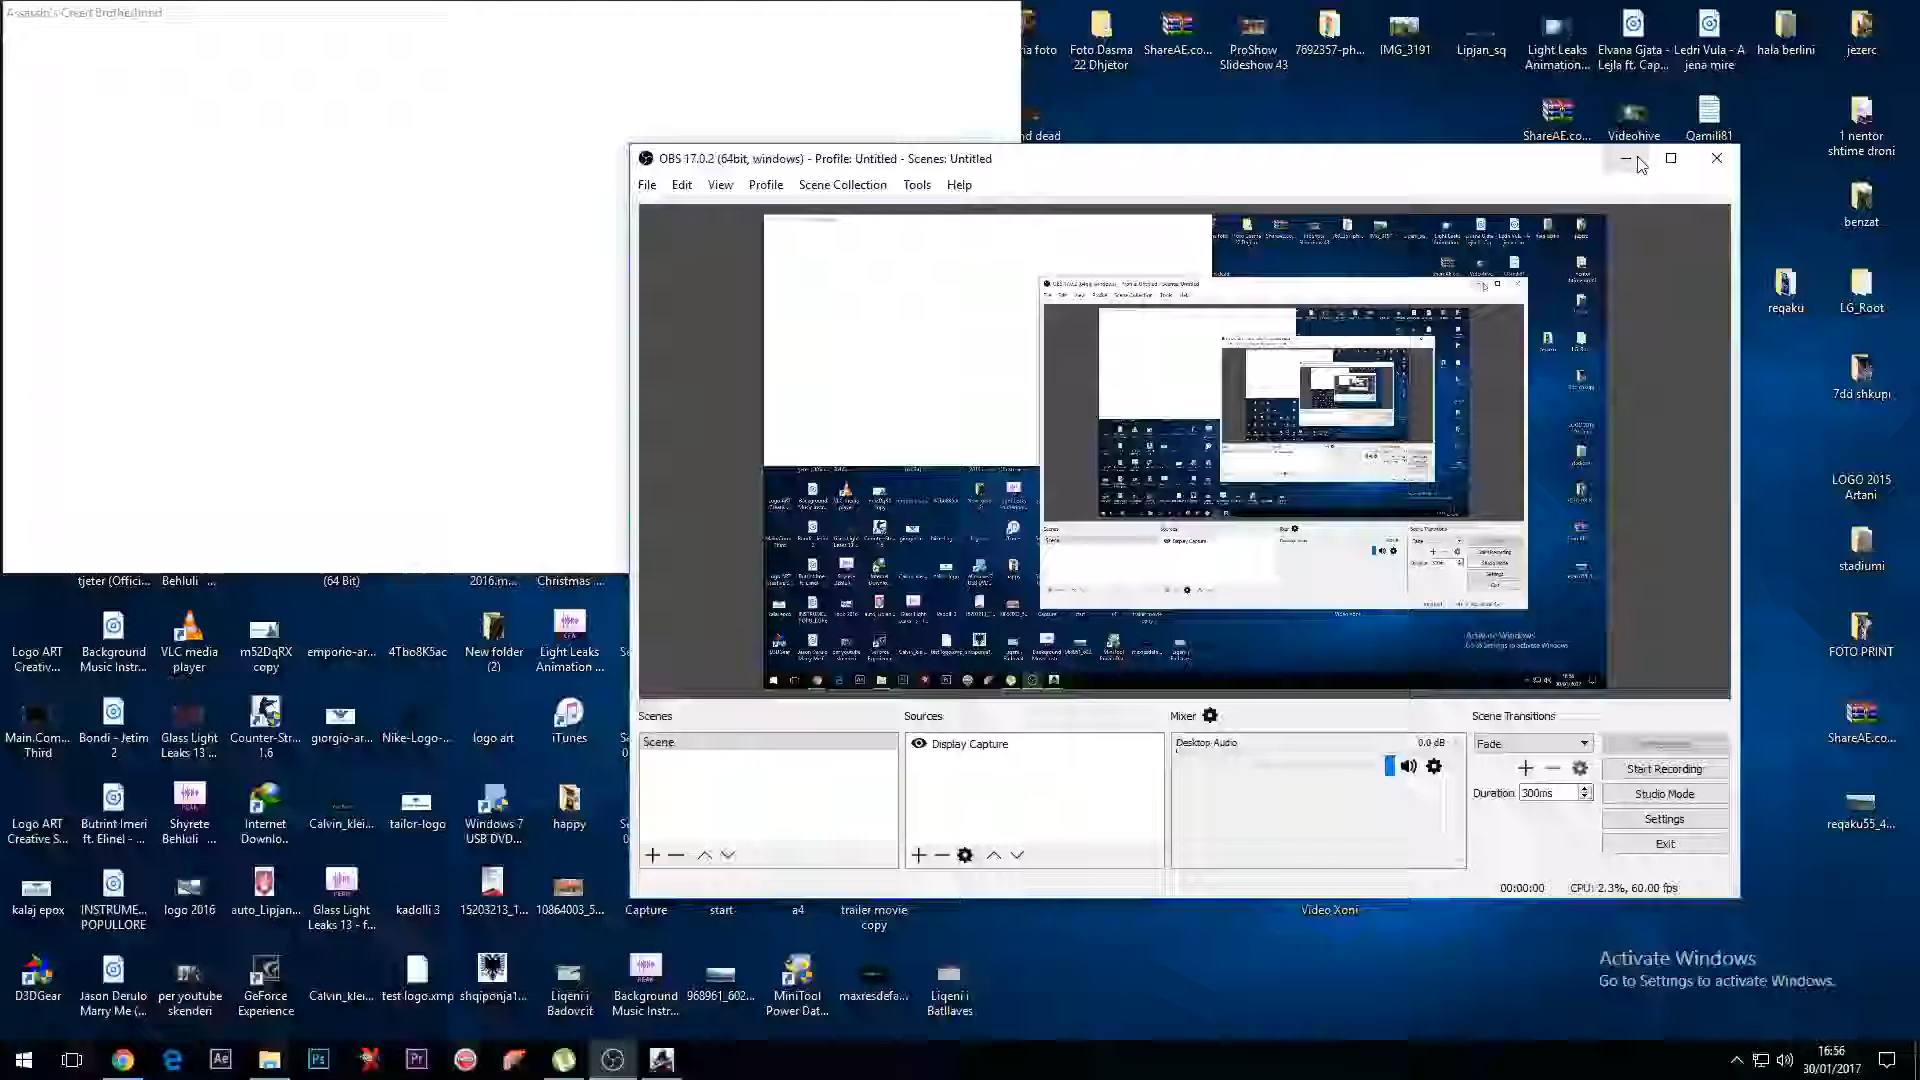 Assassin's Creed Brotherhood
ria foto
Foto Dasma
22 Dhjetor
ShareAE.co...
ProShow
Slideshow 43
7692357-ph...
IMG_3191
Lipjan_sq
Light Leaks
Animation...
Elvana Gjata -
Lejla ft. Cap...
Ledri Vula - A
jena mire
hala berlini
jezerc
nd dead
ShareAE.co...
Videohive
Qamili81
1 nentor
shtime droni
OBS 17.0.2 (64bit, windows) - Profile: Untitled - Scenes: Untitled
File
Edit
View
Profile
Scene Collection
Tools
Help
benzat
reqaku
LG_Root
7dd shkupi
LOGO 2015
Artani
stadiumi
FOTO PRINT
ShareAE.co...
reqaku55_4...
tjeter (Offici...
Behluli ...
(64 Bit)
2016.m...
Christmas ...
Logo ART
Creativ...
Background
Music Instr...
VLC media
player
m52DqRX
copy
emporio-ar...
4Tbo8K5ac
New folder
(2)
Light Leaks
Animation ...
Main.Com...
Third
Bondi - Jetim
2
Glass Light
Leaks 13 ...
Counter-Str...
1.6
giorgio-ar...
Nike-Logo-...
logo art
iTunes
Logo ART
Creative S...
Butrint Imeri
ft. Elinel - ...
Shyrete
Behluli ...
Internet
Downlo...
Calvin_klei...
tailor-logo
Windows 7
USB DVD...
happy
kalaj epox
INSTRUME...
POPULLORE
logo 2016
auto_Lipjan...
Glass Light
Leaks 13 - f...
kadolli 3
15203213_1...
10864003_5...
Capture
start
a4
trailer movie
copy
Video Xoni
D3DGear
Jason Derulo
Marry Me (...
per youtube
skenderi
GeForce
Experience
Calvin_klei...
test logo.xmp
shqiponja1...
Liqeni i
Badovcit
Background
Music Instr...
968961_602...
MiniTool
Power Dat...
maxresdefa...
Liqeni i
Batllaves
Scenes
Sources
Mixer
Scene Transitions
Scene
Display Capture
Desktop Audio
0.0 dB
Fade
Start Recording
Duration 300ms
Studio Mode
Settings
Exit
00:00:00
CPU: 2.3%, 60.00 fps
Activate Windows
Go to Settings to activate Windows.
16:56
30/01/2017